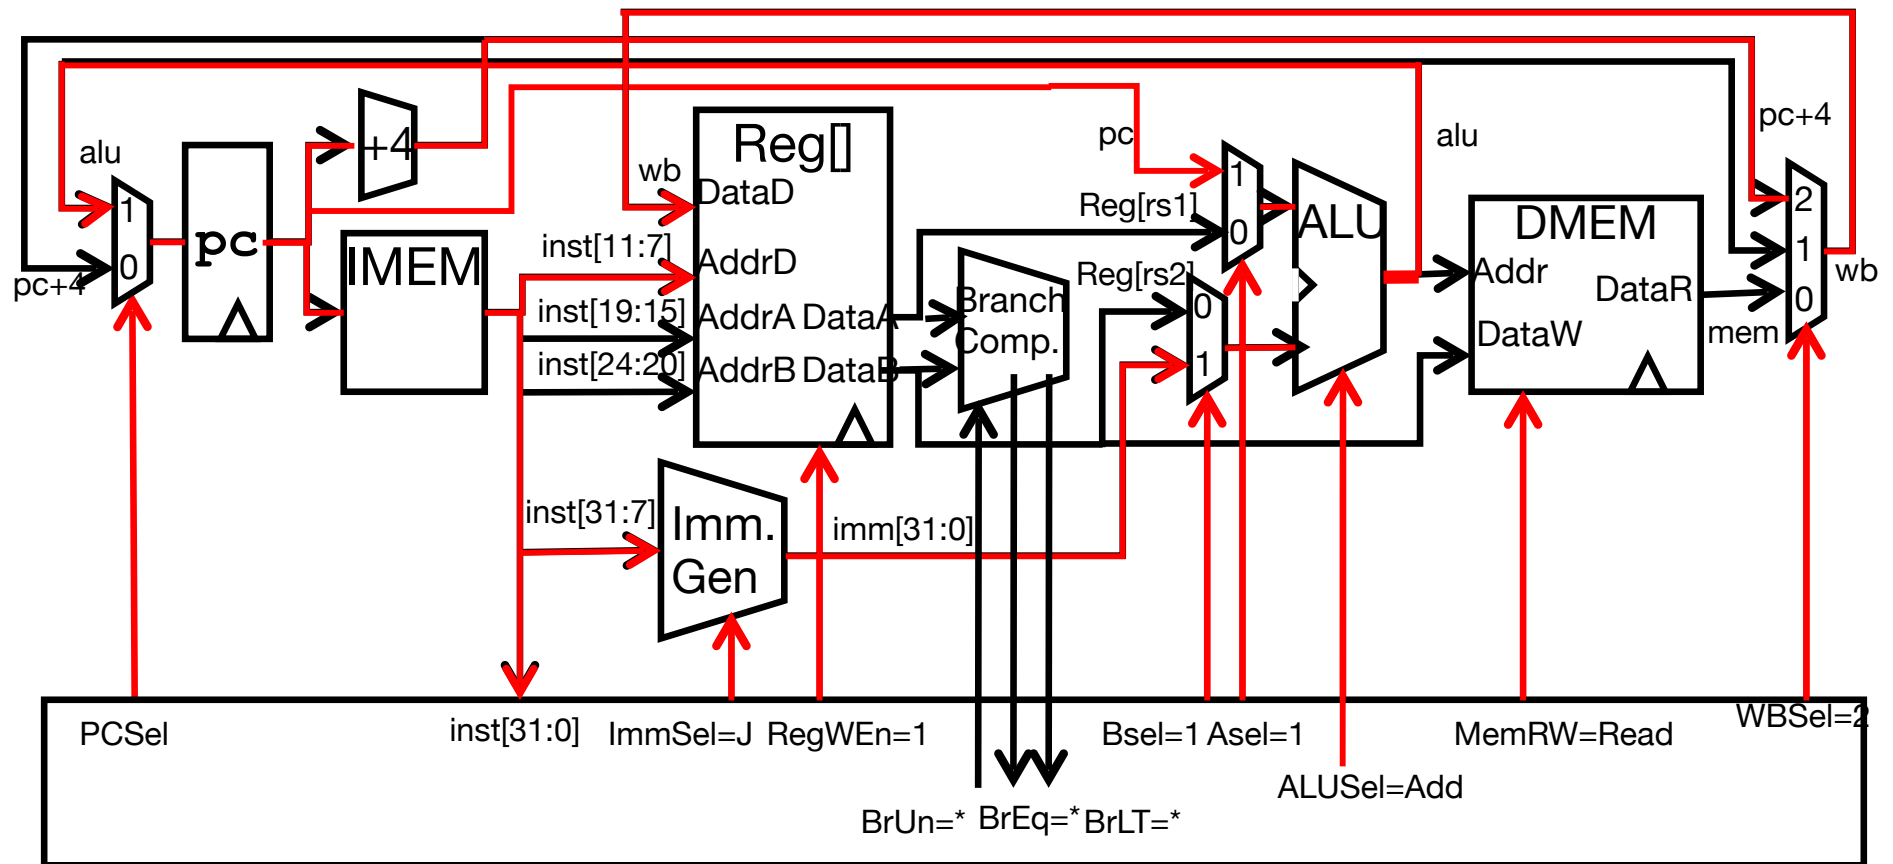 alu
1
0
pc+4
pc
+4
IMEM
inst[11:7]
inst[19:15]
inst[24:20]
wb
Reg[]
DataD
AddrD
AddrA DataA
AddrB DataB
inst[31:7]
Imm.
Gen
imm[31:0]
Branch
Comp.
pc
Reg[rs1]
Reg[rs2]
1
0
0
1
ALU
alu
DMEM
Addr
DataR
DataW
mem
pc+4
2
1
0
wb
PCSel
inst[31:0]
ImmSel=J
RegWEn=1
BrUn=*
BrEq=*
BrLT=*
Bsel=1
Asel=1
ALUSel=Add
MemRW=Read
WBSel=2